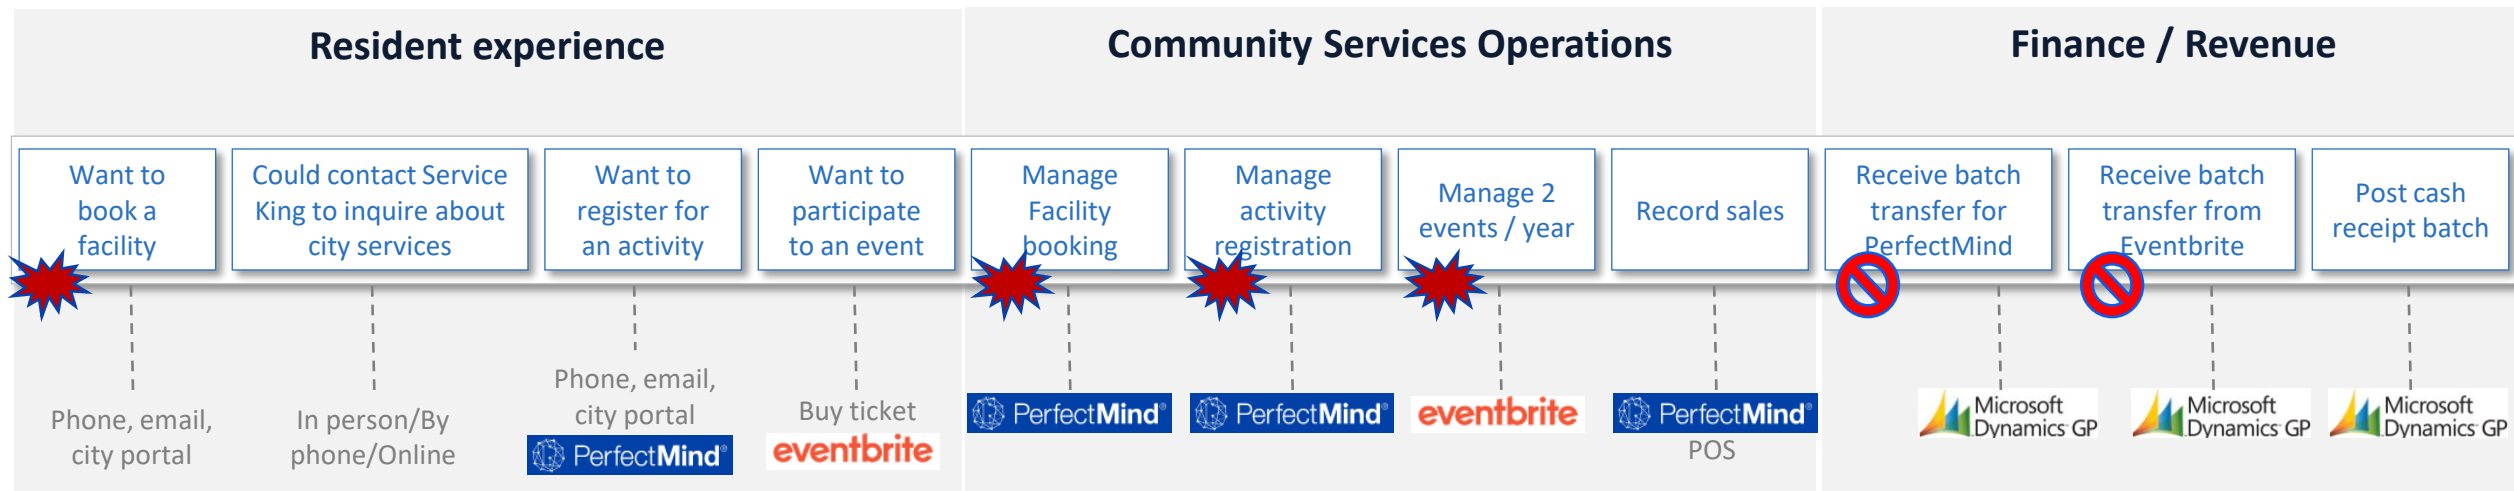 Resident experience
Community Services Operations
Finance / Revenue
Want to
book a
facility
Could contact Service
King to inquire about
city services
Want to
register for
an activity
Want to
participate
to an event
Manage
Facility
booking
Manage
activity
registration
Manage 2
events / year
Record sales
Receive batch
transfer for
PerfectMind
Receive batch
transfer from
Eventbrite
Post cash
receipt batch
Phone, email,
city portal
In person/By
phone/Online
Phone, email,
city portal
PerfectMind®
Buy ticket
eventbrite
PerfectMind®
PerfectMind®
eventbrite
PerfectMind®
POS
Microsoft
Dynamics GP
Microsoft
Dynamics GP
Microsoft
Dynamics GP